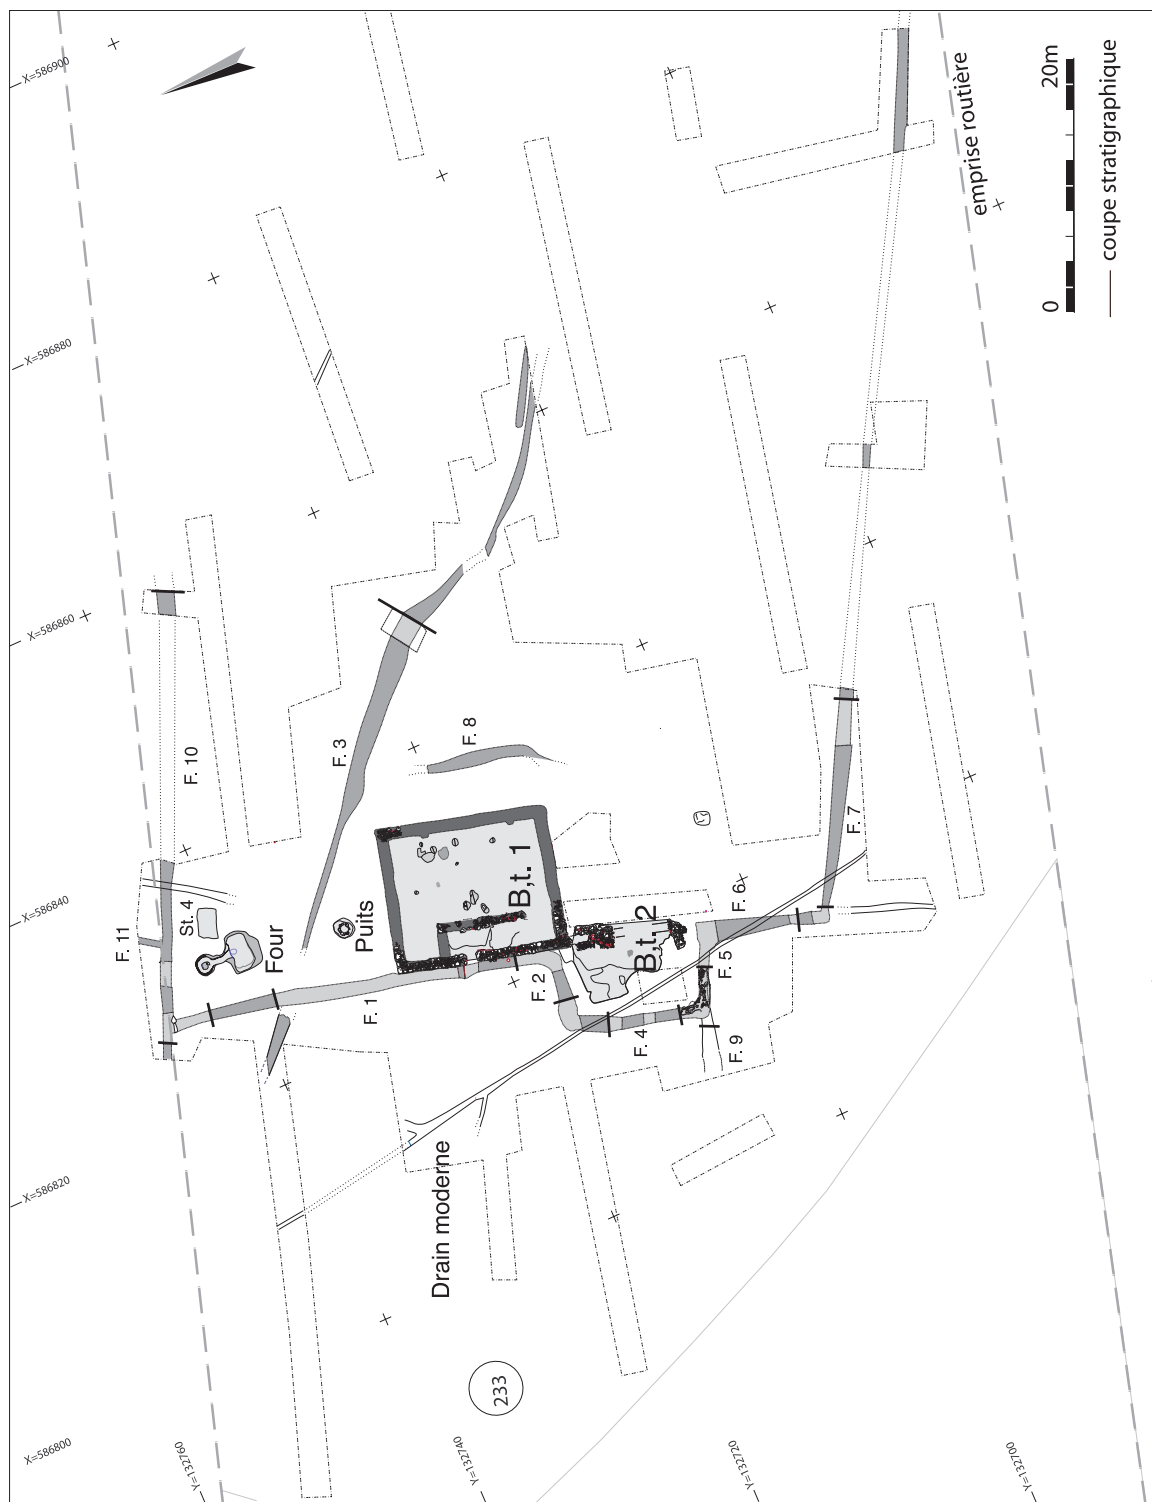 X=586900
X=586880
X=586860
X=586840
X=586820
X=586800
Y=132760
Y=132740
Y=132720
Y=132700
0
20m
coupe stratigraphique
emprise routière
F. 10
F. 11
St. 4
Four
Puits
F. 3
F. 8
B,t. 1
B,t. 2
F. 1
F. 2
F. 4
F. 5
F. 6
F. 7
F. 9
Drain moderne
233